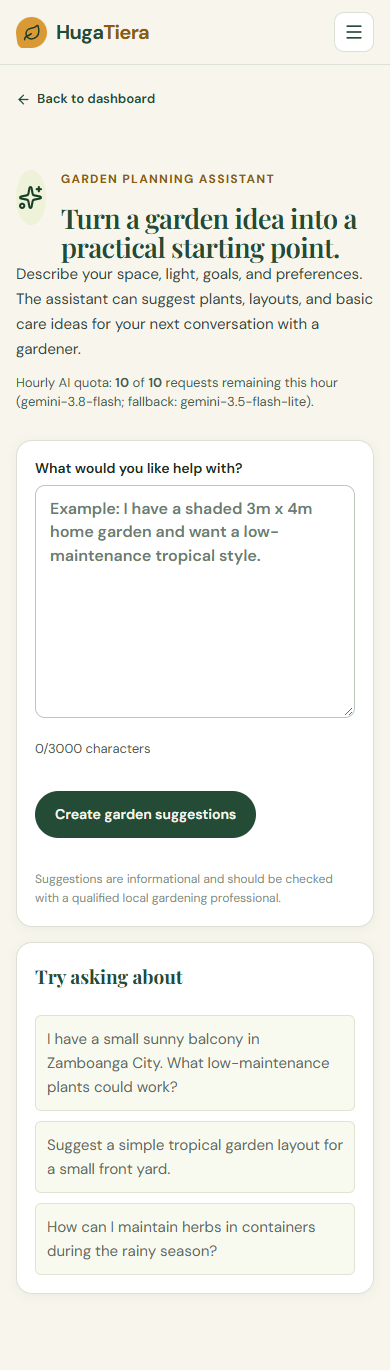 HugaTiera
Back to dashboard
GARDEN PLANNING ASSISTANT
Turn a garden idea into a
practical starting point.
Describe your space, light, goals, and preferences.
The assistant can suggest plants, layouts, and basic
care ideas for your next conversation with a
gardener.
Hourly AI quota: 10 of 10 requests remaining this hour
(gemini-3.8-flash; fallback: gemini-3.5-flash-lite).
What would you like help with?
Example: I have a shaded 3m x 4m
home garden and want a low-
maintenance tropical style.
0/3000 characters
Create garden suggestions
Suggestions are informational and should be checked
with a qualified local gardening professional.
Try asking about
I have a small sunny balcony in
Zamboanga City. What low-maintenance
plants could work?
Suggest a simple tropical garden layout for
a small front yard.
How can I maintain herbs in containers
during the rainy season?